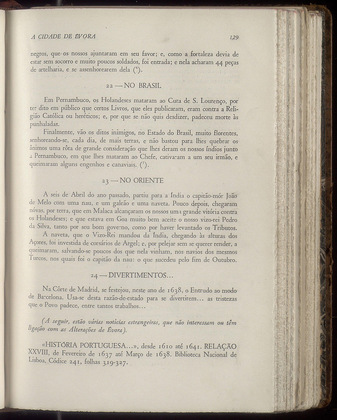 A CIDADE DE ÉVORA 129
negros, que os nossos ajuntaram em seu favor; e, como a fortaleza devia de
estar sem socorro e muito poucos soldados, foi entrada; e nela acharam 44 peças
de artelharia, e se assenhorearam dela (¹).
22 — NO BRASIL
Em Pernambuco, os Holandeses mataram ao Cura de S. Lourenço, por
ter dito em público que certos Livros, que eles publicaram, eram contra a Reli-
gião Católica ou heréticos; e, por que se não quis desdizer, padeceu morte às
punhaladas.
Finalmente, vão os ditos inimigos, no Estado do Brasil, muito florentes,
senhoreando-se, cada dia, de mais terras, e não bastou para lhes quebrar os
ânimos uma rôta de grande consideração que lhes deram os nossos Índios junto
a Pernambuco, em que lhes mataram ao Chefe, cativaram a um seu irmão, e
queimaram alguns engenhos e canaviais (²).
23 — NO ORIENTE
A seis de Abril do ano passado, partiu para a Índia o capitão-mór João
de Melo com uma nau, e um galeão e uma naveta. Pouco depois, chegaram
novas, por terra, que em Malaca alcançaram os nossos uma grande vitória contra
os Holandeses; e que estava em Goa muito bem aceite o nosso vizo-rei Pedro
da Silva, tanto por seu bom governo, como por haver levantado os Tributos.
A naveta, que o Viso-Rei mandou da Índia, chegando às alturas dos
Açores, foi investida de corsários de Argel; e, por pelejar sem se querer render, a
queimaram, salvando-se poucos dos que nela vinham, nos navios dos mesmos
Turcos, nos quais foi o capitão da nau: o que sucedeu pelo fim de Outubro.
24 — DIVERTIMENTOS...
Na Côrte de Madrid, se festejou, neste ano de 1638, o Entrudo ao modo
de Barcelona. Usa-se desta razão-de-estado para se divertirem... as tristezas
que o Povo padece, entre tantos trabalhos...
(A seguir, estão várias notícias estrangeiras, que não interessam ou têm
ligação com as Alterações de Évora).
«HISTÓRIA PORTUGUESA...», desde 1610 até 1641. RELAÇÃO
XXVIII, de Fevereiro de 1637 até Março de 1638. Biblioteca Nacional de
Lisboa, Códice 241, folhas 319-327.